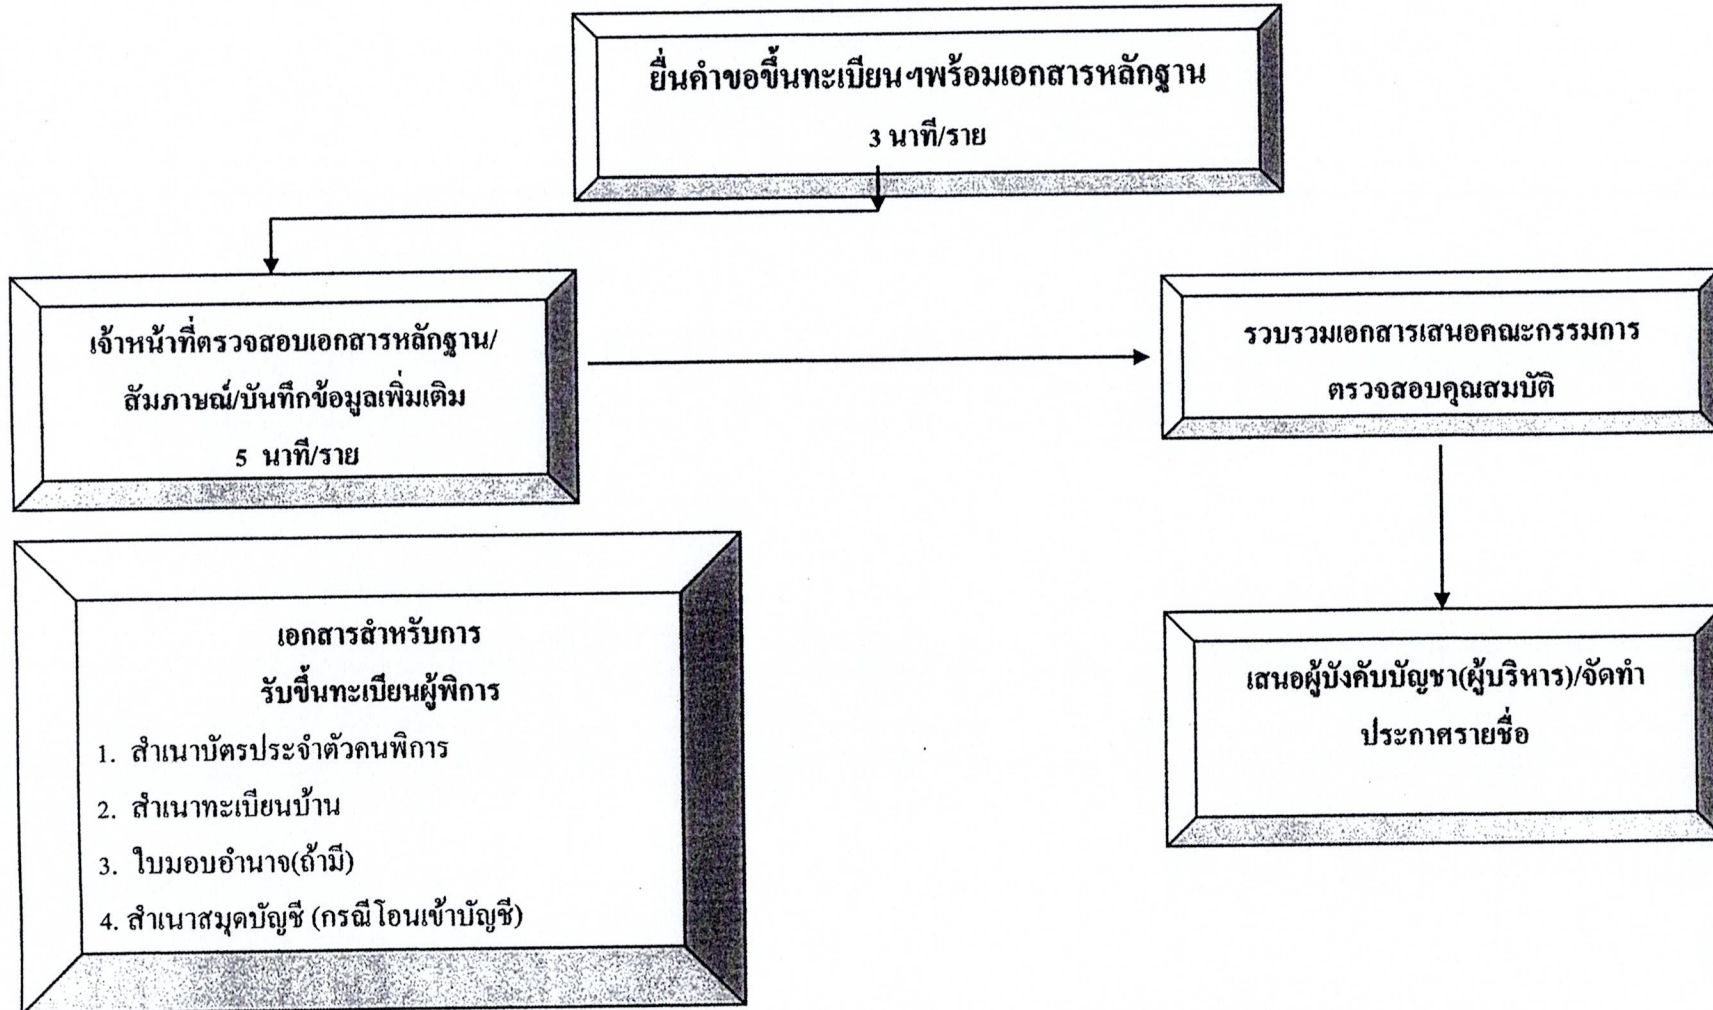 ยื่นคำขอขึ้นทะเบียนฯพร้อมเอกสารหลักฐาน
3 นาที/ราย
เจ้าหน้าที่ตรวจสอบเอกสารหลักฐาน/
สัมภาษณ์/บันทึกข้อมูลเพิ่มเติม
5 นาที/ราย
รวบรวมเอกสารเสนอคณะกรรมการ
ตรวจสอบคุณสมบัติ
เสนอผู้บังคับบัญชา(ผู้บริหาร)/จัดทำ
ประกาศรายชื่อ
เอกสารสำหรับการ
รับขึ้นทะเบียนผู้พิการ
1. สำเนาบัตรประจำตัวคนพิการ
2. สำเนาทะเบียนบ้าน
3. ใบมอบอำนาจ(ถ้ามี)
4. สำเนาสมุดบัญชี (กรณีโอนเข้าบัญชี)